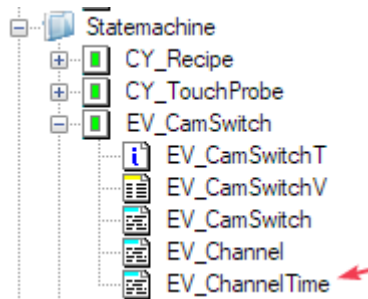 Statemachine
CY_Recipe
CY_TouchProbe
EV_CamSwitch
EV_CamSwitchT
EV_CamSwitchV
EV_CamSwitch
EV_Channel
EV_ChannelTime